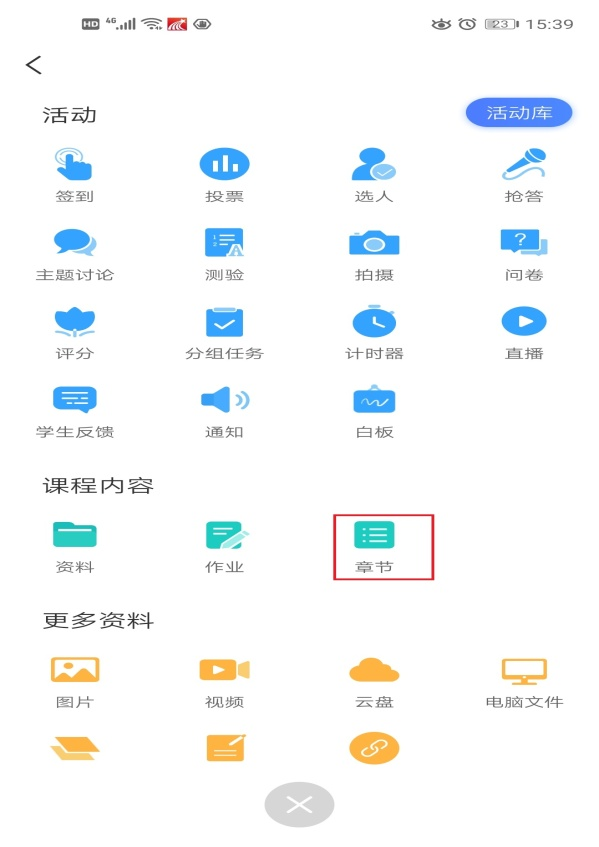 HD 4G 23 15:39
活动 活动库
签到 投票 选人 抢答
主题讨论 测验 拍摄 问卷
评分 分组任务 计时器 直播
学生反馈 通知 白板
课程内容
资料 作业 章节
更多资料
图片 视频 云盘 电脑文件